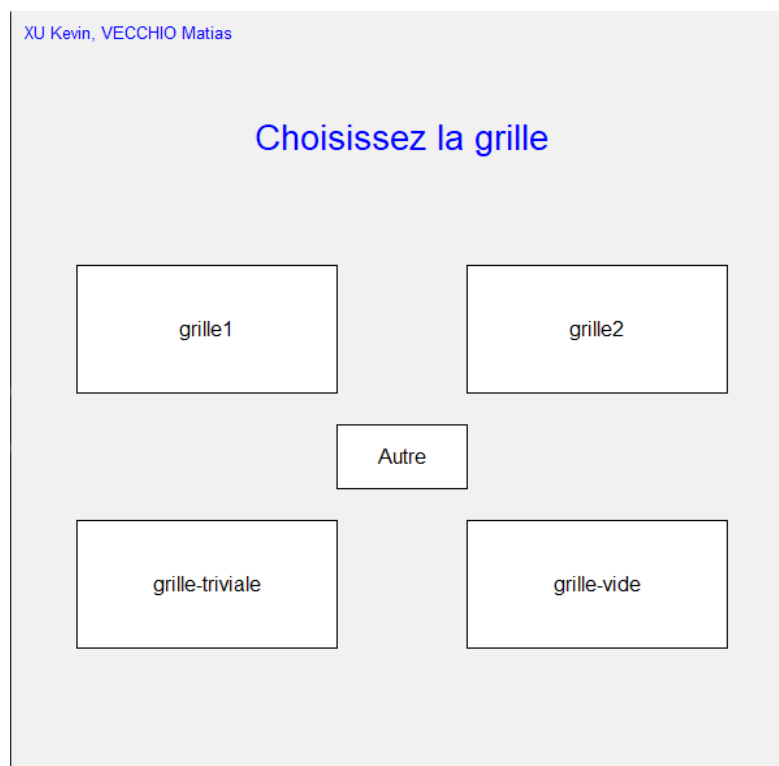 XU Kevin, VECCHIO Matias
Choisissez la grille
grille1
grille2
Autre
grille-triviale
grille-vide